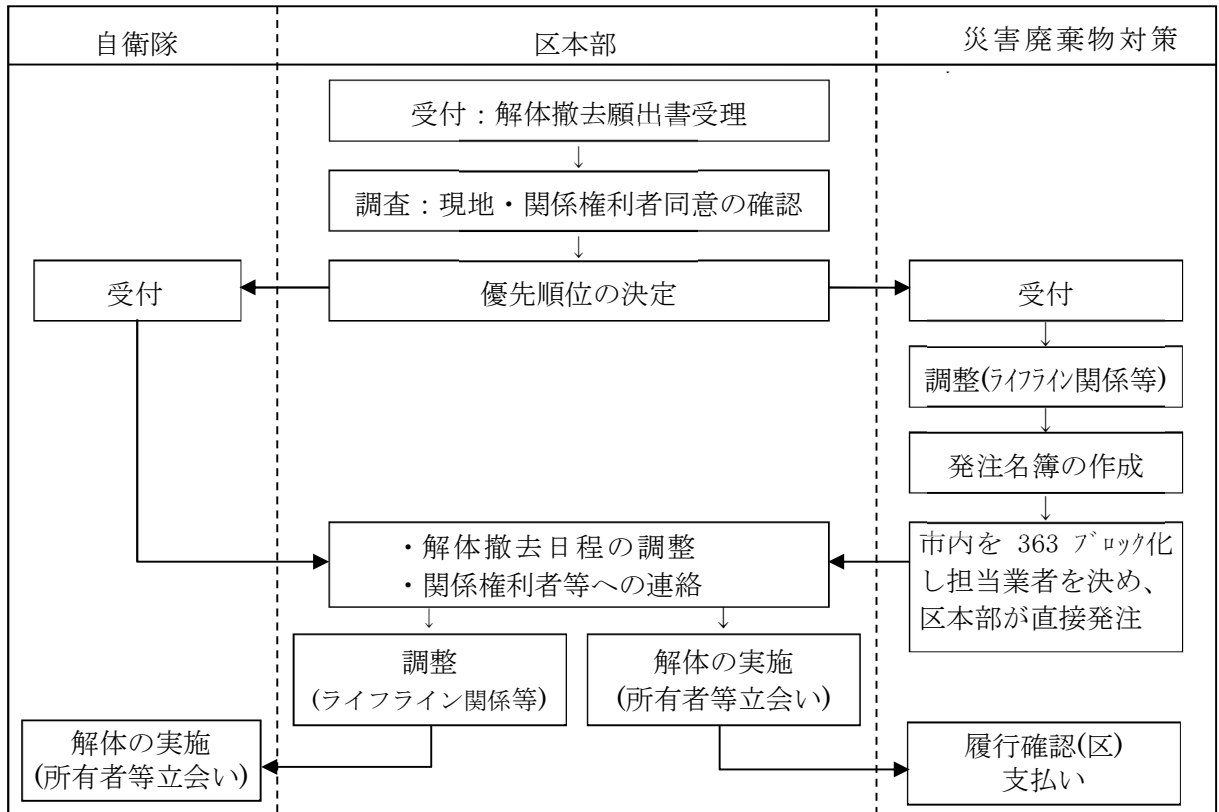 自衛隊
区本部
災害廃棄物対策
受付：解体撤去願出書受理
↓
調査：現地・関係権利者同意の確認
↓
受付
優先順位の決定
受付
↓
調整(ﾗｲﾌﾗｲﾝ関係等)
↓
発注名簿の作成
↓
・解体撤去日程の調整
・関係権利者等への連絡
市内を 363 ﾌﾞﾛｯｸ化
し担当業者を決め、
区本部が直接発注
↓
↓
調整
(ライフライン関係等)
解体の実施
(所有者等立会い)
解体の実施
(所有者等立会い)
履行確認(区)
支払い